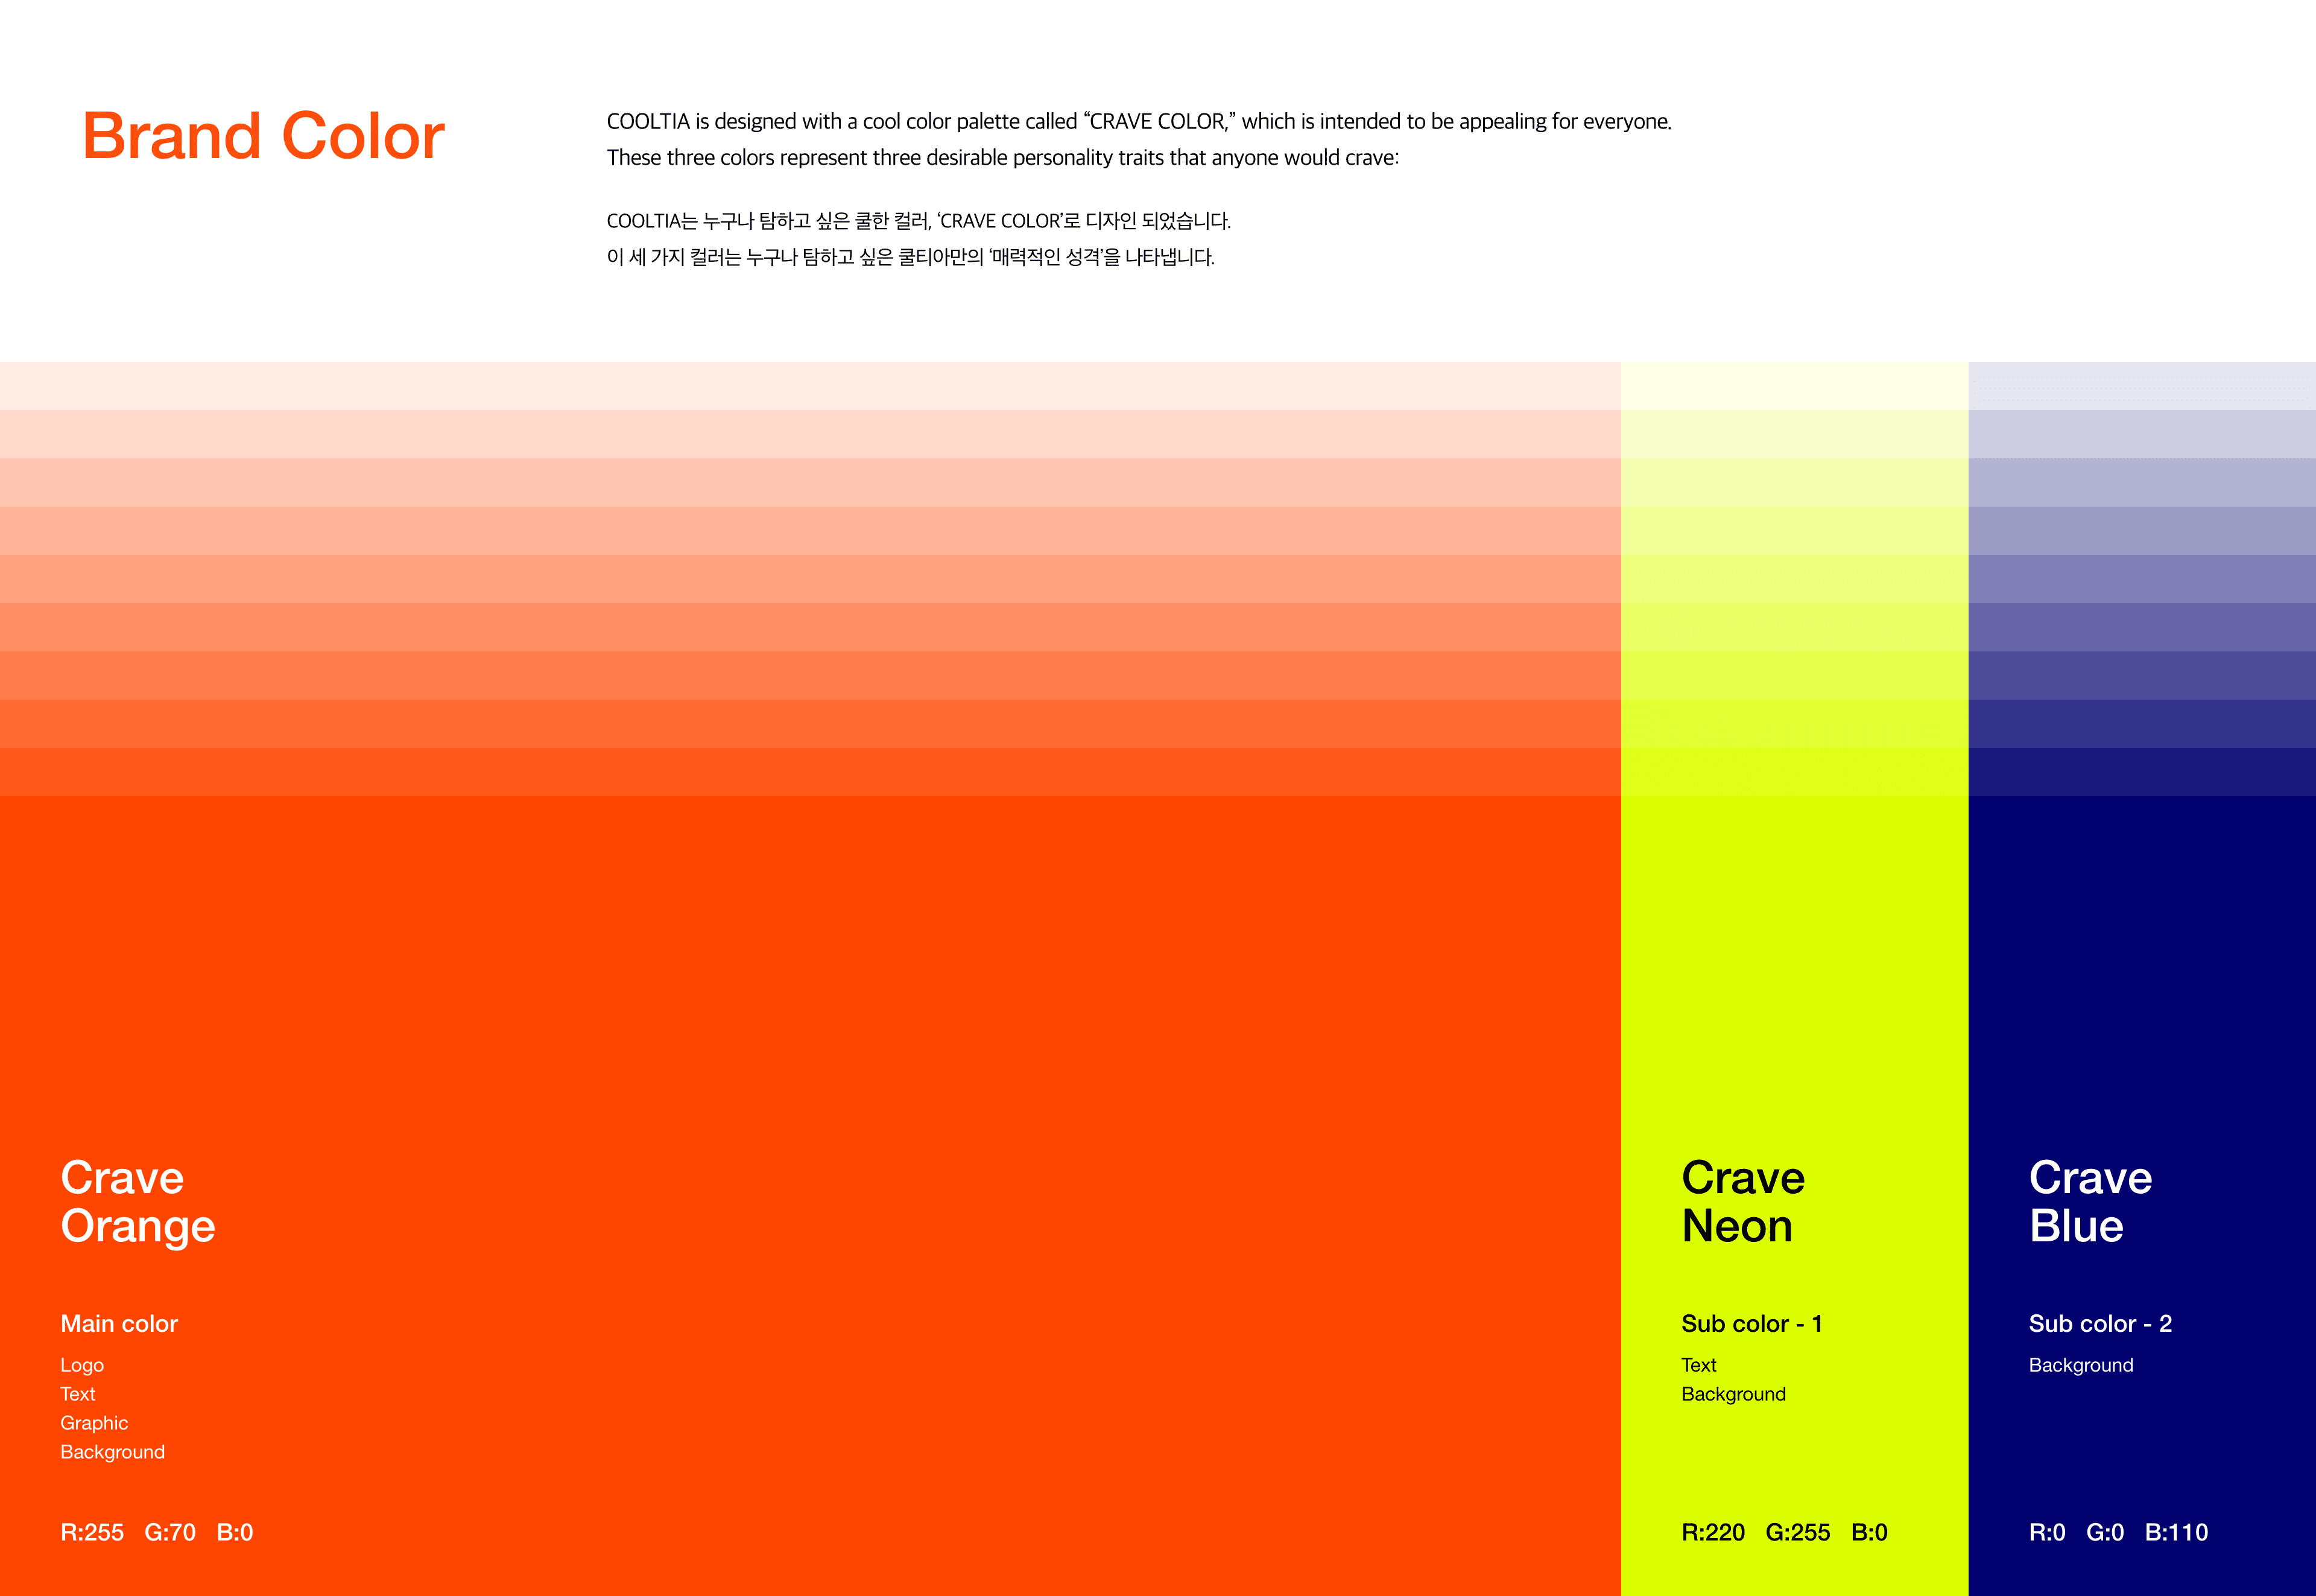 Brand Color
COOLTIA is designed with a cool color palette called “CRAVE COLOR,” which is intended to be appealing for everyone.
These three colors represent three desirable personality traits that anyone would crave:
COOLTIA는 누구나 탐하고 싶은 쿨한 컬러, ‘CRAVE COLOR’로 디자인 되었습니다.
이 세 가지 컬러는 누구나 탐하고 싶은 쿨티아만의 ‘매력적인 성격’을 나타냅니다.
Crave
Orange
Main color
Logo
Text
Graphic
Background
R:255 G:70 B:0
Crave
Neon
Sub color - 1
Text
Background
R:220 G:255 B:0
Crave
Blue
Sub color - 2
Background
R:0 G:0 B:110